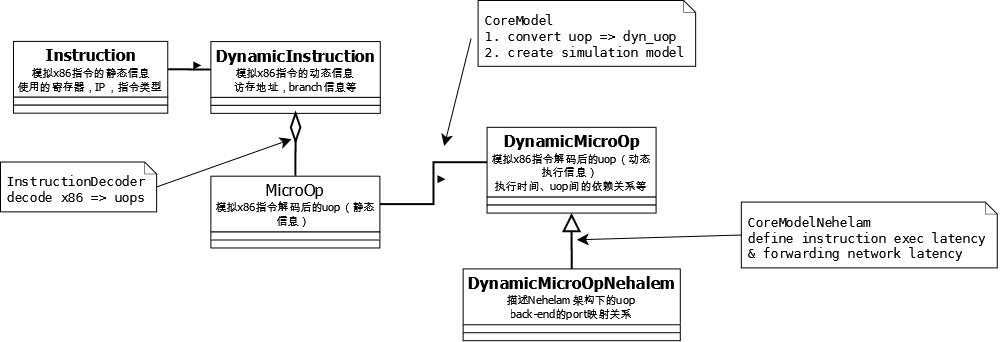 CoreModel
1. convert uop => dyn_uop
2. create simulation model
Instruction
模拟x86指令的静态信息
使用的寄存器，IP，指令类型
DynamicInstruction
模拟x86指令的动态信息
访存地址，branch信息等
DynamicMicroOp
模拟x86指令解码后的uop（动态
执行信息）
执行时间、uop间的依赖关系等
InstructionDecoder
decode x86 => uops
MicroOp
模拟x86指令解码后的uop（静态
信息）
CoreModelNehelam
define instruction exec latency
& forwarding network latency
DynamicMicroOpNehalem
描述Nehelam 架构下的uop
back-end的port映射关系